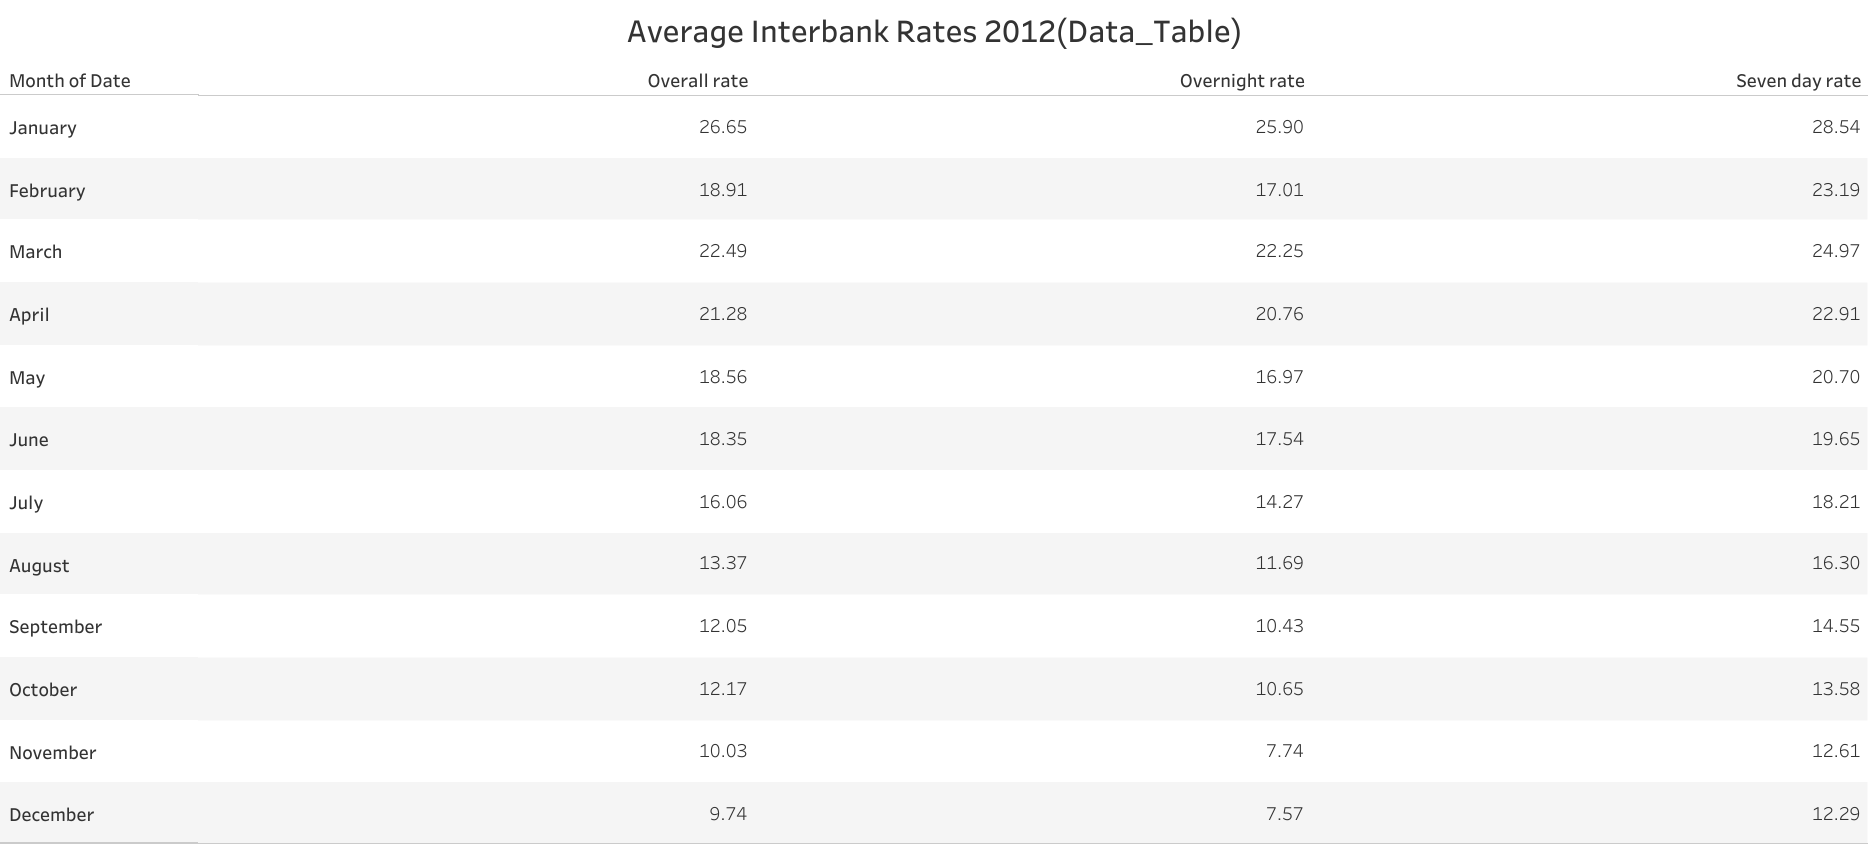 Average Interbank Rates 2012(Data_Table)
Month of Date Overall rate Overnight rate Seven day rate
January 26.65 25.90 28.54
February 18.91 17.01 23.19
March 22.49 22.25 24.97
April 21.28 20.76 22.91
May 18.56 16.97 20.70
June 18.35 17.54 19.65
July 16.06 14.27 18.21
August 13.37 11.69 16.30
September 12.05 10.43 14.55
October 12.17 10.65 13.58
November 10.03 7.74 12.61
December 9.74 7.57 12.29